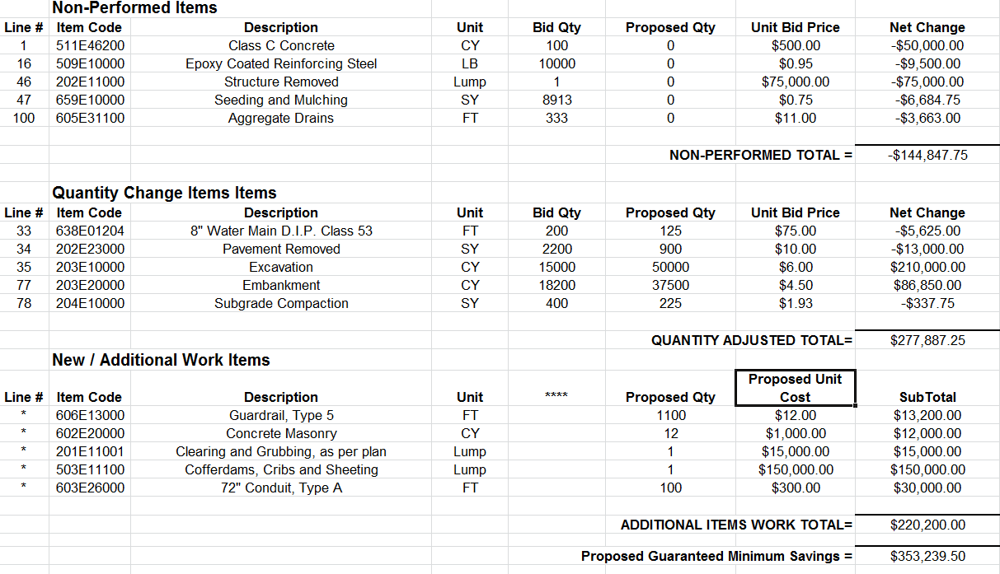 Non-Performed Items
Line # Item Code Description Unit Bid Qty Proposed Qty Unit Bid Price Net Change
1 511E46200 Class C Concrete CY 100 0 $500.00 -$50,000.00
16 509E10000 Epoxy Coated Reinforcing Steel LB 10000 0 $0.95 -$9,500.00
46 202E11000 Structure Removed Lump 1 0 $75,000.00 -$75,000.00
47 659E10000 Seeding and Mulching SY 8913 0 $0.75 -$6,684.75
100 605E31100 Aggregate Drains FT 333 0 $11.00 -$3,663.00
NON-PERFORMED TOTAL = -$144,847.75
Quantity Change Items Items
Line # Item Code Description Unit Bid Qty Proposed Qty Unit Bid Price Net Change
33 638E01204 8" Water Main D.I.P. Class 53 FT 200 125 $75.00 -$5,625.00
34 202E23000 Pavement Removed SY 2200 900 $10.00 -$13,000.00
35 203E10000 Excavation CY 15000 50000 $6.00 $210,000.00
77 203E20000 Embankment CY 18200 37500 $4.50 $86,850.00
78 204E10000 Subgrade Compaction SY 400 225 $1.93 -$337.75
QUANTITY ADJUSTED TOTAL= $277,887.25
New / Additional Work Items
Proposed Unit
Line # Item Code Description Unit **** Proposed Qty Cost SubTotal
* 606E13000 Guardrail, Type 5 FT 1100 $12.00 $13,200.00
* 602E20000 Concrete Masonry CY 12 $1,000.00 $12,000.00
* 201E11001 Clearing and Grubbing, as per plan Lump 1 $15,000.00 $15,000.00
* 503E11100 Cofferdams, Cribs and Sheeting Lump 1 $150,000.00 $150,000.00
* 603E26000 72" Conduit, Type A FT 100 $300.00 $30,000.00
ADDITIONAL ITEMS WORK TOTAL= $220,200.00
Proposed Guaranteed Minimum Savings = $353,239.50